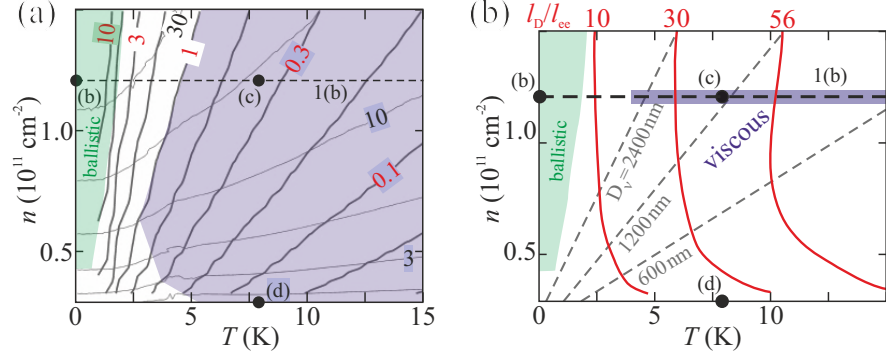 (a)
10
3
30
1
0.3
(b)
(c)
1(b)
10
ballistic
0.1
3
(d)
1.0
0.5
n (10¹¹ cm⁻²)
0
5
10
15
T (K)
(b)
l_D/l_ee
10
30
56
(b)
(c)
1(b)
ballistic
viscous
D_ν=2400nm
1200nm
600nm
(d)
1.0
0.5
n (10¹¹ cm⁻²)
0
5
10
T (K)